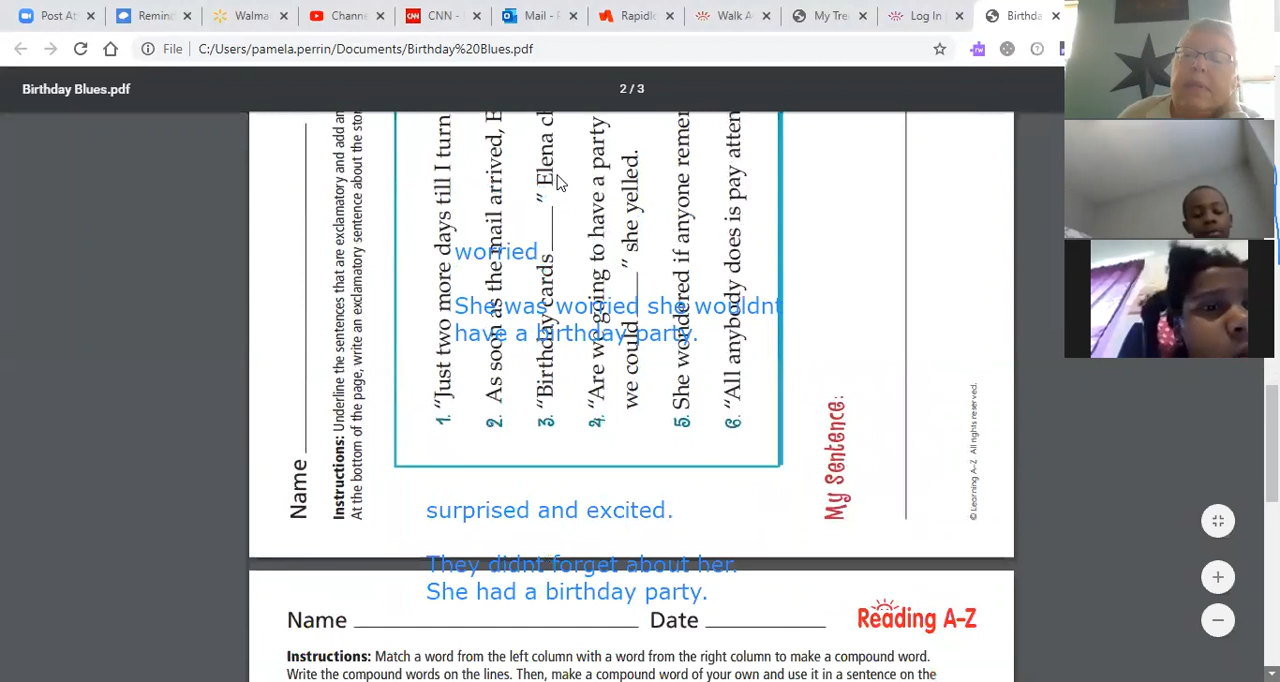 Post At
Remini
Walma
Chann
CNN -
Mail -
Rapidl
Walk A
My Tre
Log In
Birthda
File
C:/Users/pamela.perrin/Documents/Birthday%20Blues.pdf
Birthday Blues.pdf
2 / 3
Name
Instructions: Underline the sentences that are exclamatory and add an
At the bottom of the page, write an exclamatory sentence about the sto
1. "Just two more days till I turn
2. As soon as the mail arrived, E
3. "Birthday cards ____ " Elena ch
4. "Are we going to have a party
we could ____ " she yelled.
5. She wondered if anyone remem
6. "All anybody does is pay atten
My Sentence:
© Learning A–Z All rights reserved.
worried
She was worried she wouldnt
have a birthday party.
surprised and excited.
They didnt forget about her.
She had a birthday party.
Name Date Reading A-Z
Instructions: Match a word from the left column with a word from the right column to make a compound word.
Write the compound words on the lines. Then, make a compound word of your own and use it in a sentence on the